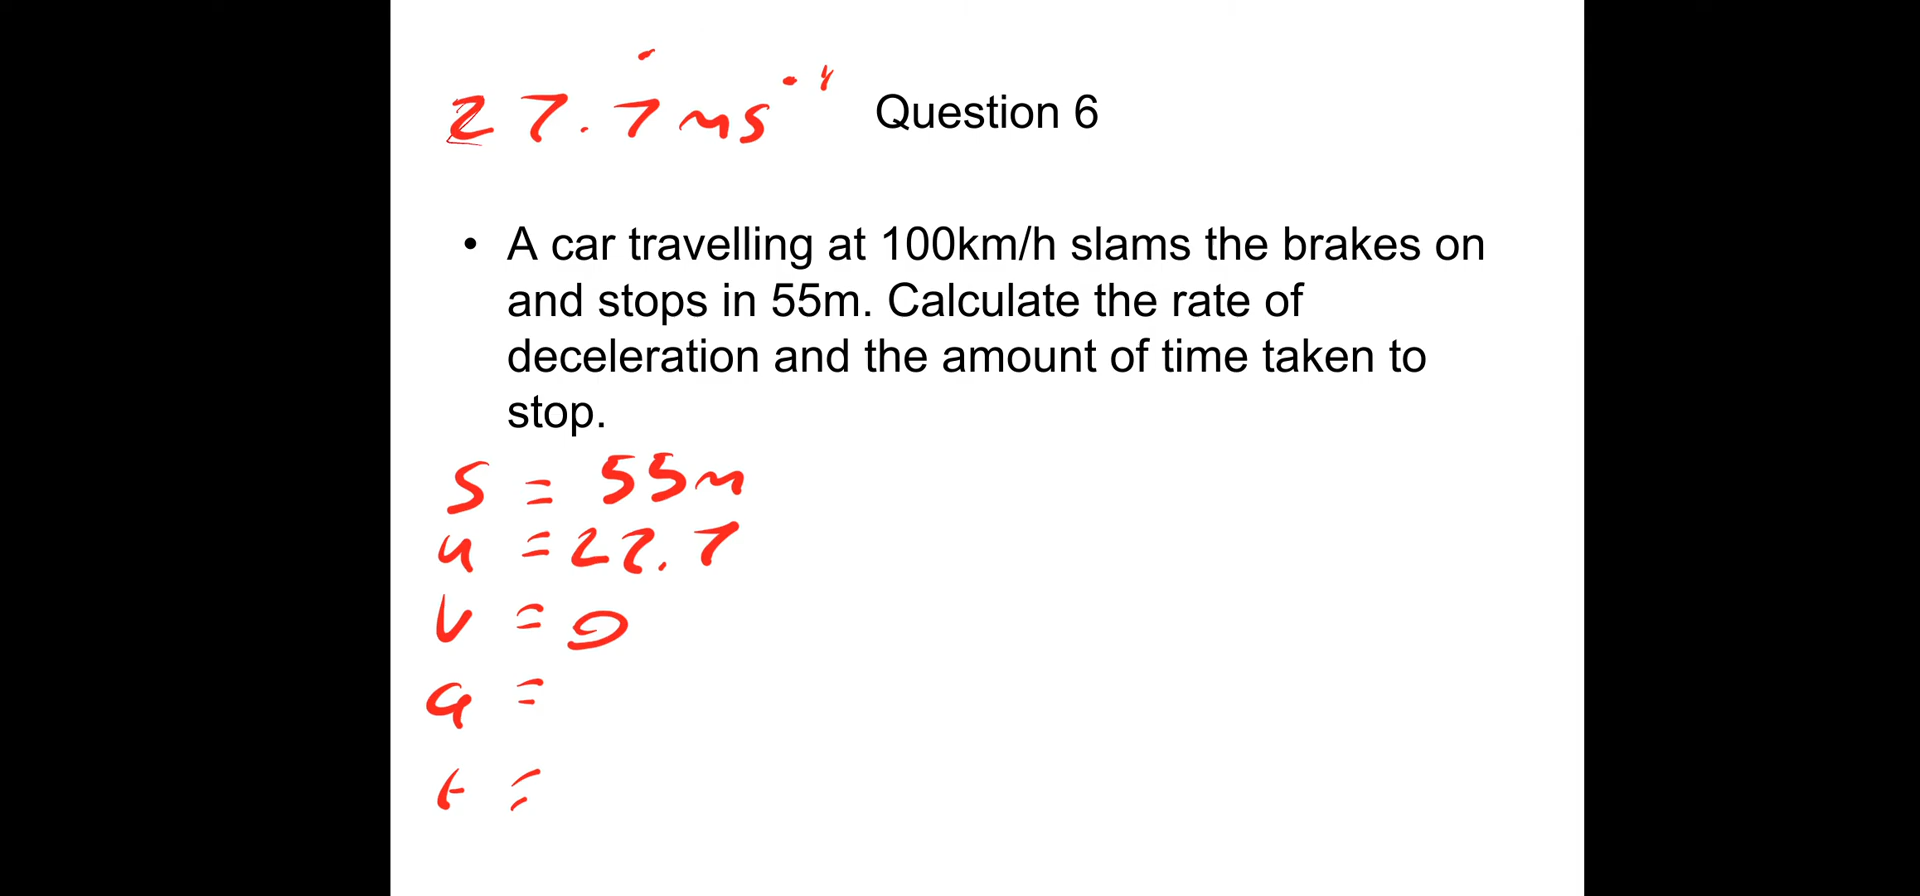 27.7̇ ms⁻¹
Question 6
• A car travelling at 100km/h slams the brakes on
and stops in 55m. Calculate the rate of
deceleration and the amount of time taken to
stop.
s = 55m
u = 27.7
v = 0
a =
t =